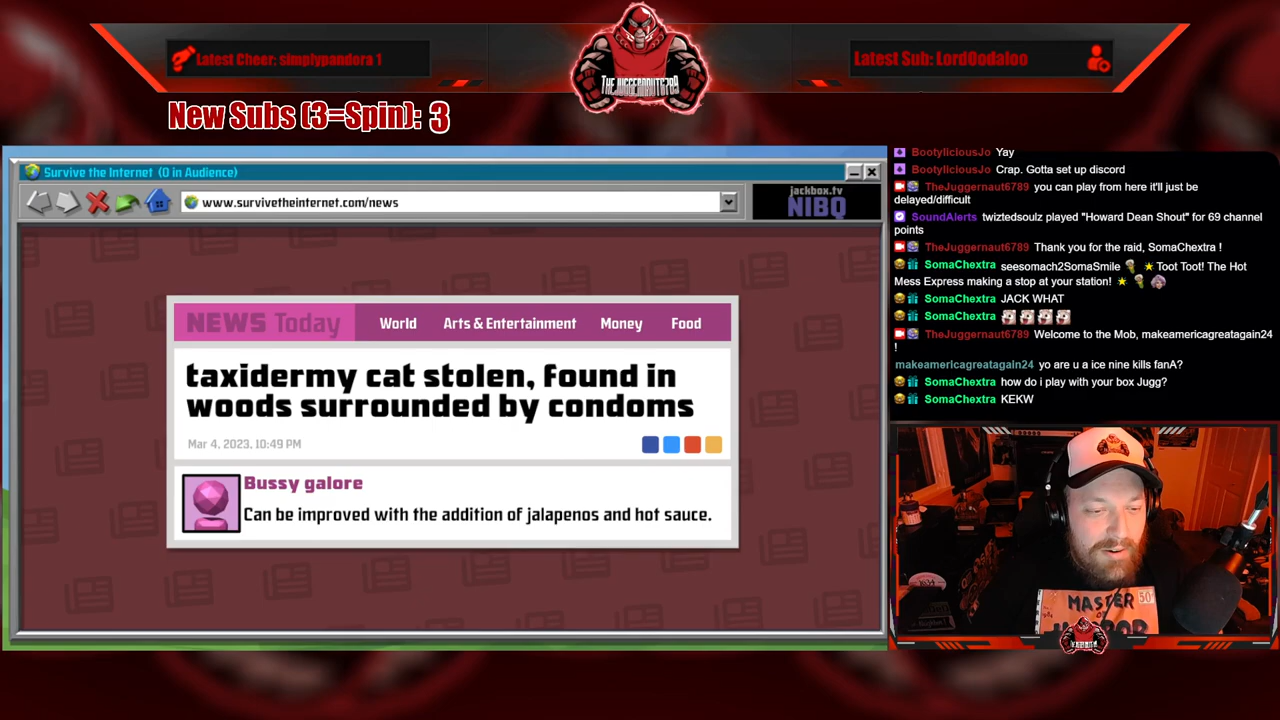 Latest Cheer: simplypandora 1
THEJUGGERNAUT6789
Latest Sub: LordOodaloo
New Subs (3=Spin): 3
Survive the Internet (0 in Audience)
www.survivetheinternet.com/news
jackbox.tv
NIBQ
NEWS Today
World
Arts & Entertainment
Money
Food
taxidermy cat stolen, found in
woods surrounded by condoms
Mar 4, 2023, 10:49 PM
Bussy galore
Can be improved with the addition of jalapenos and hot sauce.
BootyliciousJo Yay
BootyliciousJo Crap. Gotta set up discord
TheJuggernaut6789 you can play from here it'll just be
delayed/difficult
SoundAlerts twiztedsoulz played "Howard Dean Shout" for 69 channel
points
TheJuggernaut6789 Thank you for the raid, SomaChextra !
SomaChextra seesomach2SomaSmile Toot Toot! The Hot
Mess Express making a stop at your station!
SomaChextra JACK WHAT
SomaChextra
TheJuggernaut6789 Welcome to the Mob, makeamericagreatagain24
!
makeamericagreatagain24 yo are u a ice nine kills fanA?
SomaChextra how do i play with your box Jugg?
SomaChextra KEKW
MASTER
OF
HORROR
50¢